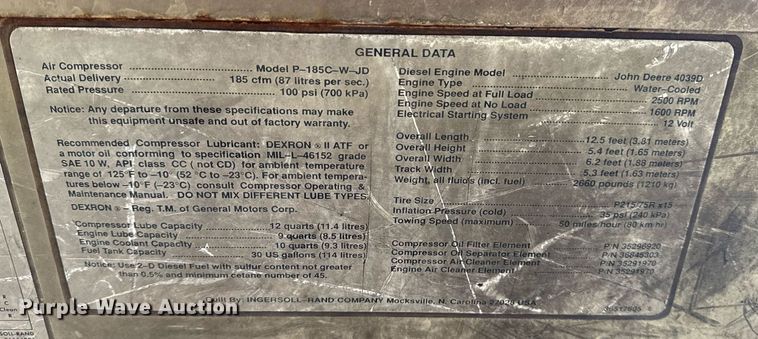 GENERAL DATA
Air Compressor Model P-185C-W-JD
Actual Delivery 185 cfm (87 litres per sec.)
Rated Pressure 100 psi (700 kPa)
Notice: Any departure from these specifications may make
this equipment unsafe and out of factory warranty.
Recommended Compressor Lubricant: DEXRON ® II ATF or
a motor oil conforming to specification MIL-L-46152 grade
SAE 10 W, API class CC ( not CD) for ambient temperature
range of 125°F to -10° (52 °C to -23°C). For ambient tempera-
tures below -10°F (-23°C) consult Compressor Operating &
Maintenance Manual. DO NOT MIX DIFFERENT LUBE TYPES.
DEXRON ® - Reg. T.M. of General Motors Corp.
Compressor Lube Capacity 12 quarts (11.4 litres)
Engine Lube Capacity 9 quarts (8.5 litres)
Engine Coolant Capacity 10 quarts (9.3 litres)
Fuel Tank Capacity 30 US gallons (114 litres)
Notice: Use 2-D Diesel Fuel with sulfur content not greater
than 0.5% and minimum cetane number of 45.
Diesel Engine Model John Deere 4039D
Engine Type Water-Cooled
Engine Speed at Full Load 2500 RPM
Engine Speed at No Load 1600 RPM
Electrical Starting System 12 Volt
Overall Length 12.5 feet (3.81 meters)
Overall Height 5.4 feet (1.65 meters)
Overall Width 6.2 feet (1.88 meters)
Track Width 5.3 feet (1.63 meters)
Weight, all fluids (incl. fuel) 2660 pounds (1210 kg)
Tire Size P215/75R x15
Inflation Pressure (cold) 35 psi (240 kPa)
Towing Speed (maximum) 50 miles/hour (80 km/hr)
Compressor Oil Filter Element P/N 35296920
Compressor Oil Separator Element P/N 36845303
Compressor Air Cleaner Element P/N 35291970
Engine Air Cleaner Element P/N 35291970
Built By: INGERSOLL-RAND COMPANY Mocksville, N. Carolina 27028 USA
Purple Wave Auction